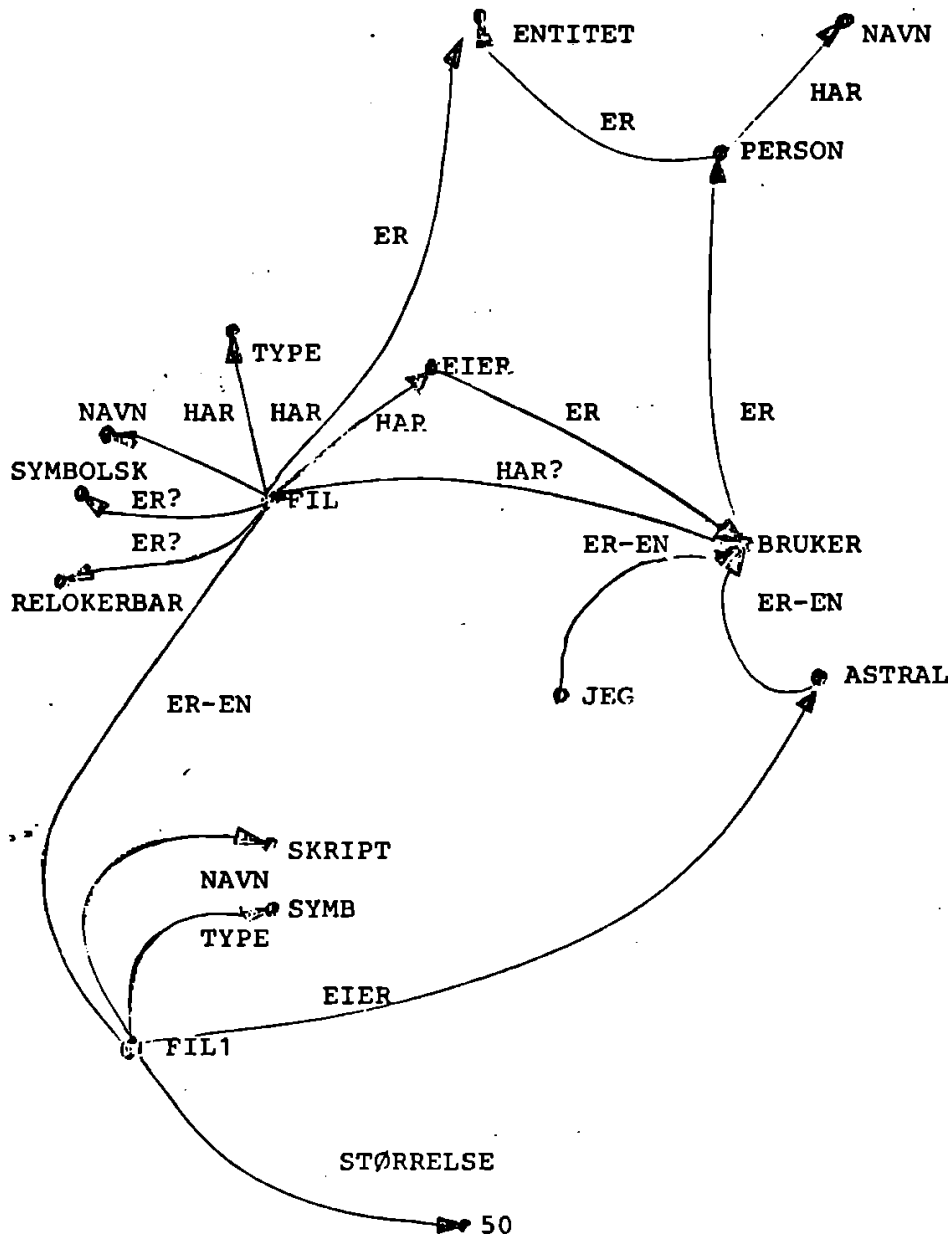 ENTITET
NAVN
HAR
ER
PERSON
ER
TYPE
EIER
NAVN
HAR
HAR
HAR
ER
ER
SYMBOLSK
HAR?
ER?
FIL
ER?
ER-EN
BRUKER
RELOKERBAR
ER-EN
ASTRAL
JEG
ER-EN
SKRIPT
NAVN
SYMB
TYPE
EIER
FIL1
STØRRELSE
50